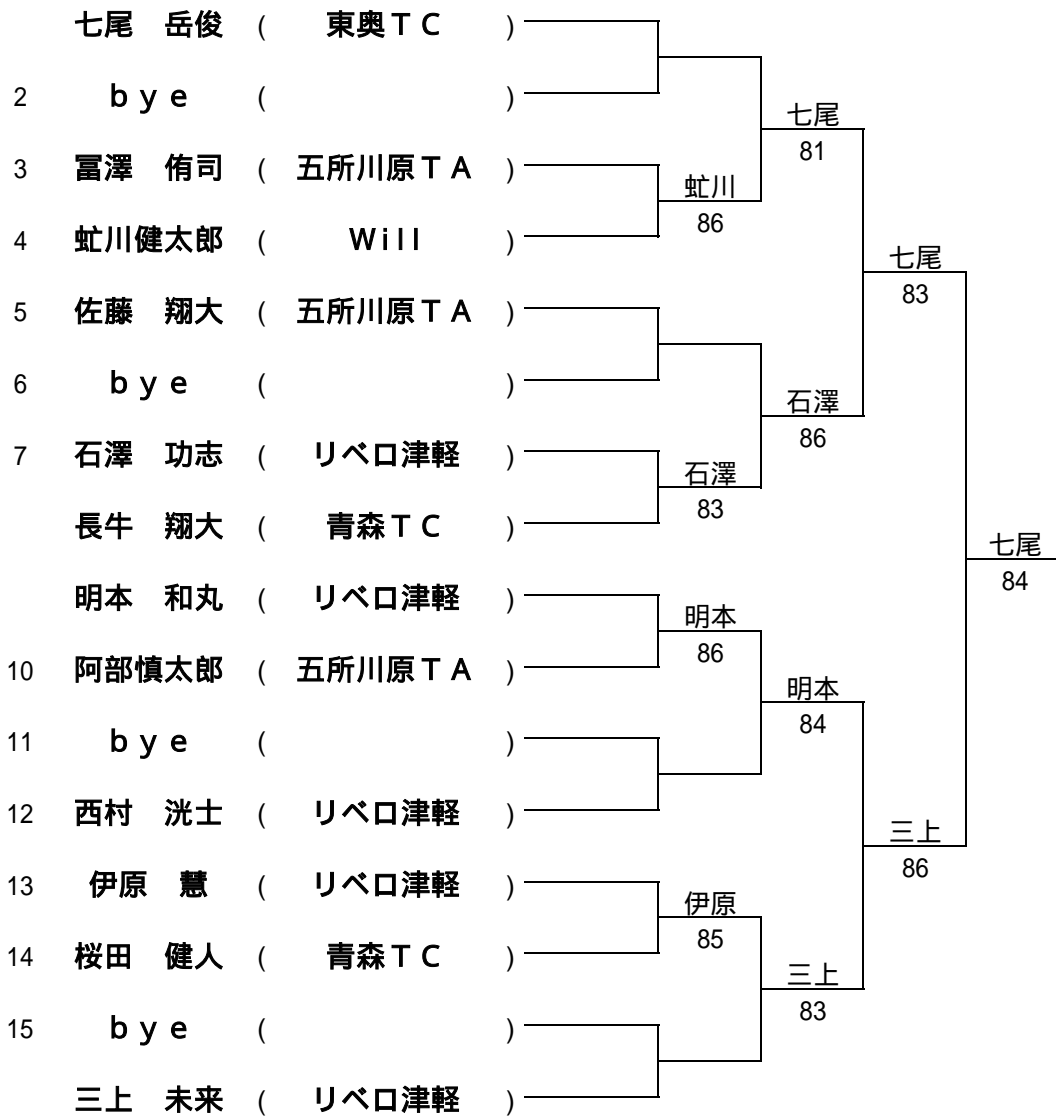 七尾　岳俊 ( 東奥ＴＣ )
2 ｂｙｅ ( )
七尾
81
3 冨澤　侑司 ( 五所川原ＴＡ )
虻川
86
4 虻川健太郎 ( Ｗｉｌｌ )
七尾
83
5 佐藤　翔大 ( 五所川原ＴＡ )
6 ｂｙｅ ( )
石澤
86
7 石澤　功志 ( リベロ津軽 )
石澤
83
長牛　翔大 ( 青森ＴＣ )
七尾
84
明本　和丸 ( リベロ津軽 )
明本
86
10 阿部慎太郎 ( 五所川原ＴＡ )
明本
84
11 ｂｙｅ ( )
12 西村　洸士 ( リベロ津軽 )
三上
86
13 伊原　慧 ( リベロ津軽 )
伊原
85
14 桜田　健人 ( 青森ＴＣ )
三上
83
15 ｂｙｅ ( )
三上　未来 ( リベロ津軽 )